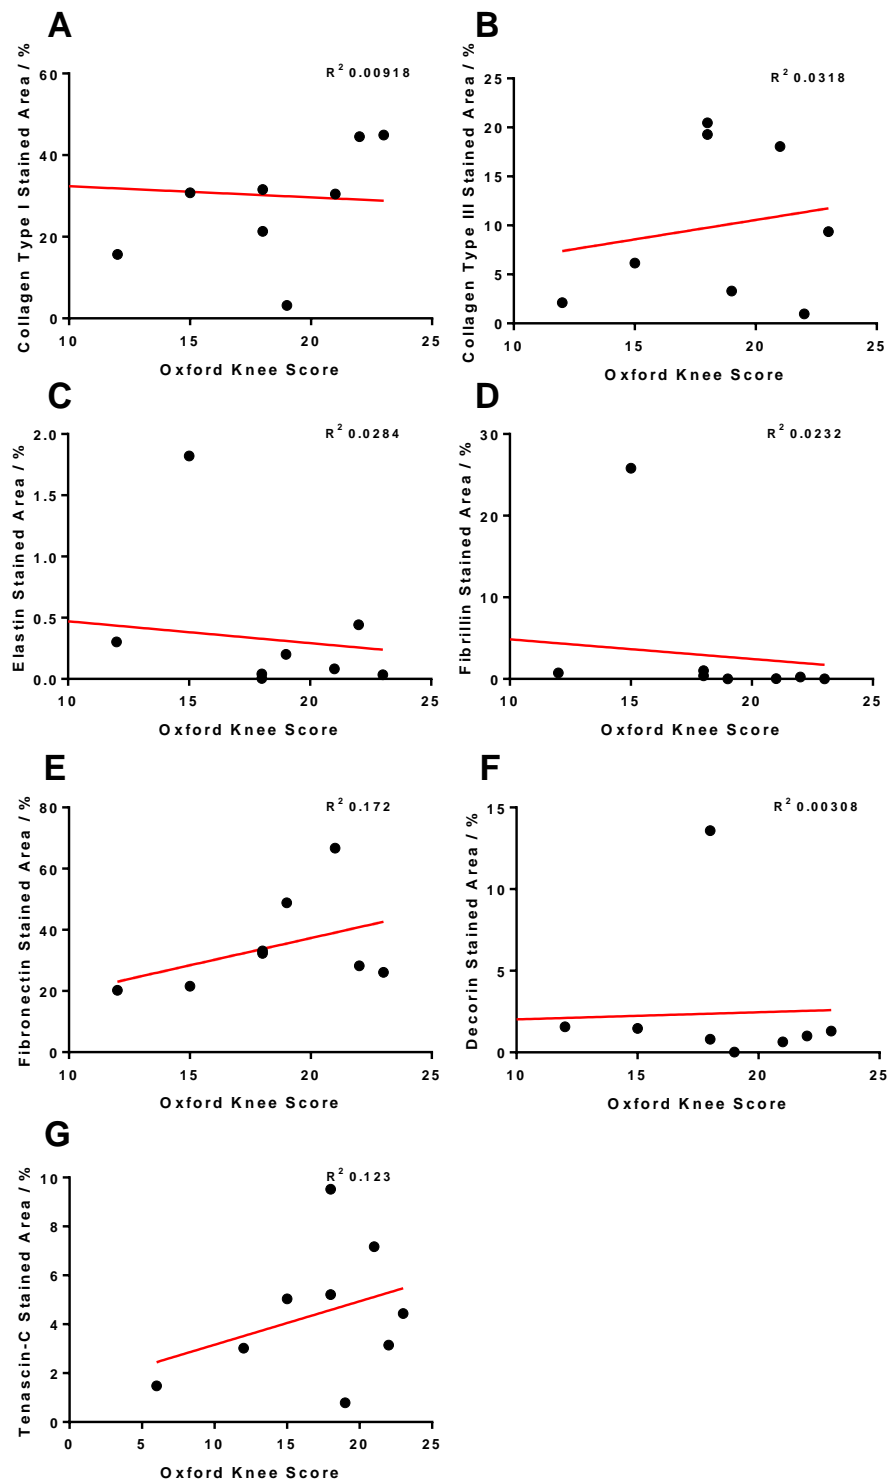 A
R² 0.00918
Collagen Type I Stained Area / %
60
40
20
0
10 15 20 25
Oxford Knee Score
B
R² 0.0318
Collagen Type III Stained Area / %
25
20
15
10
5
0
10 15 20 25
Oxford Knee Score
C
R² 0.0284
Elastin Stained Area / %
2.0
1.5
1.0
0.5
0.0
10 15 20 25
Oxford Knee Score
D
R² 0.0232
Fibrillin Stained Area / %
30
20
10
0
10 15 20 25
Oxford Knee Score
E
R² 0.172
Fibronectin Stained Area / %
80
60
40
20
0
10 15 20 25
Oxford Knee Score
F
R² 0.00308
Decorin Stained Area / %
15
10
5
0
10 15 20 25
Oxford Knee Score
G
R² 0.123
Tenascin-C Stained Area / %
10
8
6
4
2
0
0 5 10 15 20 25
Oxford Knee Score